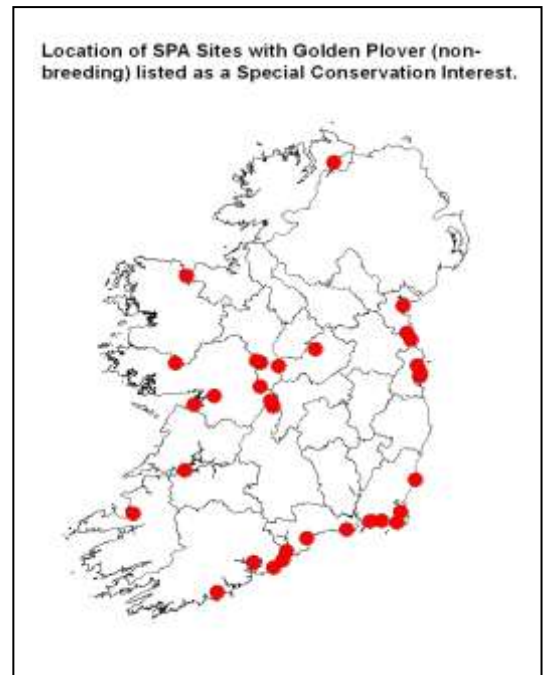 Location of SPA Sites with Golden Plover (non-
breeding) listed as a Special Conservation Interest.